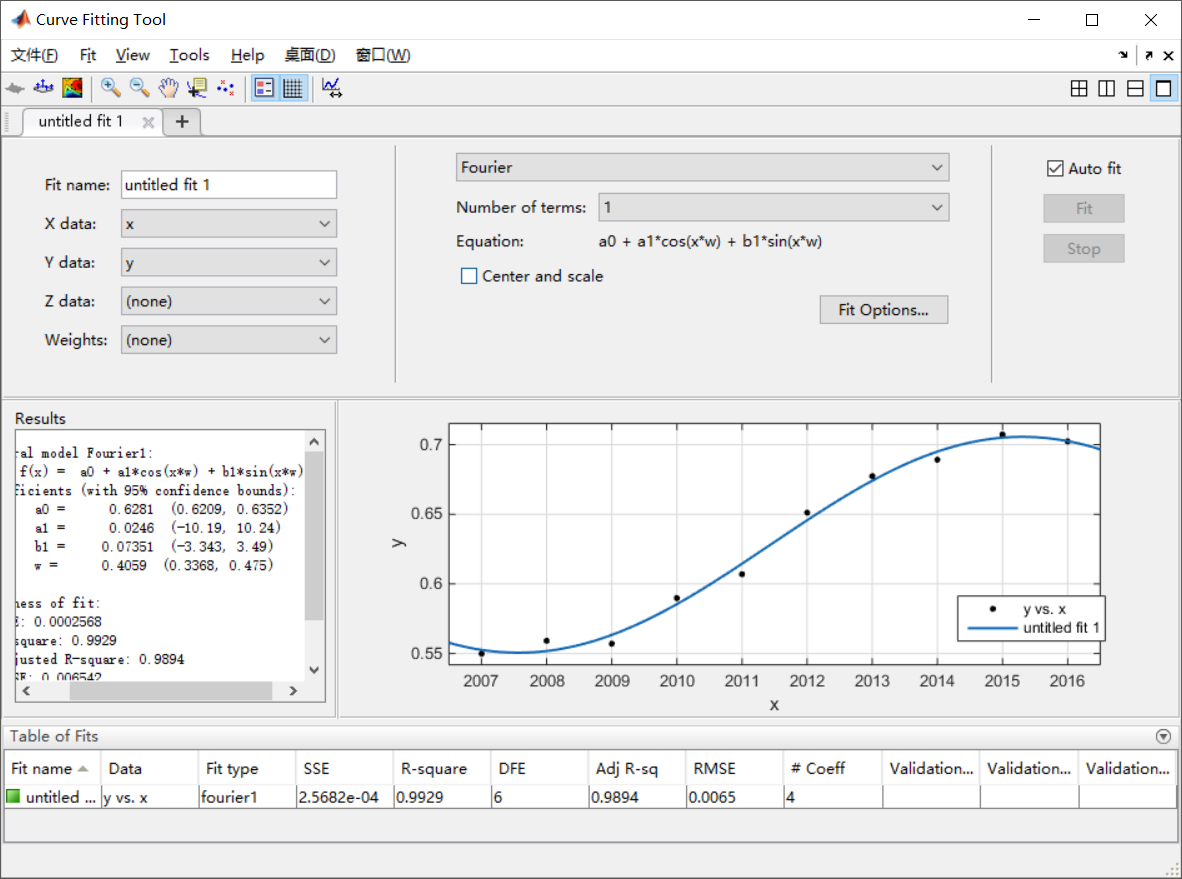 Curve Fitting Tool
文件(F) Fit View Tools Help 桌面(D) 窗口(W)
untitled fit 1
Fit name: untitled fit 1
X data: x
Y data: y
Z data: (none)
Weights: (none)
Fourier
Number of terms: 1
Equation: a0 + a1*cos(x*w) + b1*sin(x*w)
Center and scale
Fit Options...
Auto fit
Fit
Stop
Results
ral model Fourier1:
f(x) = a0 + a1*cos(x*w) + b1*sin(x*w)
ficients (with 95% confidence bounds):
a0 = 0.6281 (0.6209, 0.6352)
a1 = 0.0246 (-10.19, 10.24)
b1 = 0.07351 (-3.343, 3.49)
w = 0.4059 (0.3368, 0.475)
ness of fit:
E: 0.0002568
square: 0.9929
justed R-square: 0.9894
SE: 0.006542
0.7
0.65
0.6
0.55
y
2007 2008 2009 2010 2011 2012 2013 2014 2015 2016
x
y vs. x
untitled fit 1
Table of Fits
Fit name Data Fit type SSE R-square DFE Adj R-sq RMSE # Coeff Validation... Validation... Validation...
untitled ... y vs. x fourier1 2.5682e-04 0.9929 6 0.9894 0.0065 4